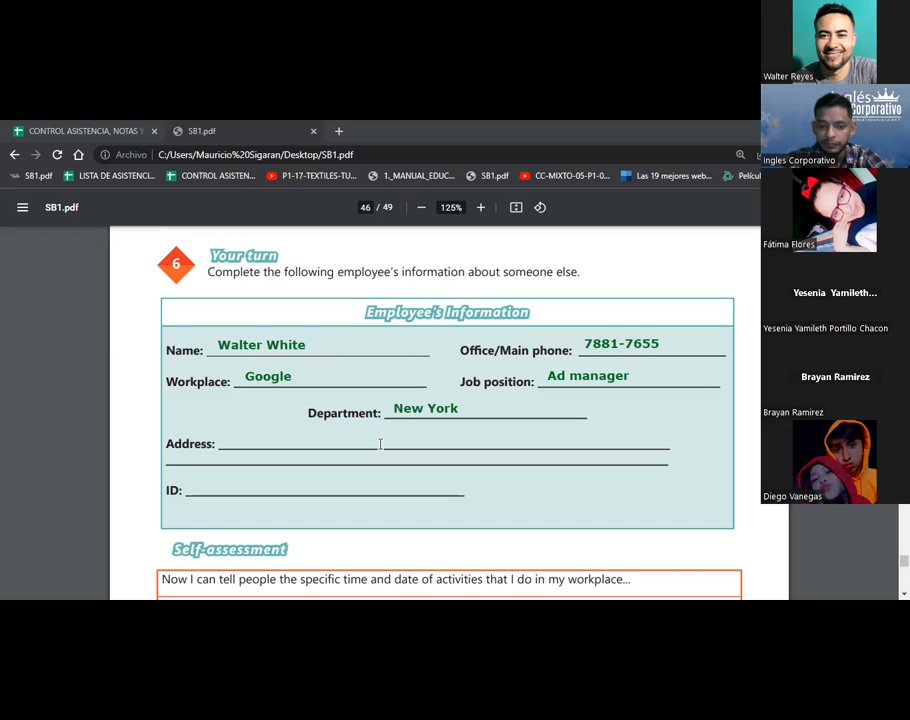 Walter Reyes
Inglés Corporativo
Ingles Corporativo
CONTROL ASISTENCIA, NOTAS
SB1.pdf
Archivo
C:/Users/Mauricio%20Sigaran/Desktop/SB1.pdf
SB1.pdf
LISTA DE ASISTENCI...
CONTROL ASISTEN...
P1-17-TEXTILES-TU...
1._MANUAL_EDUC...
SB1.pdf
CC-MIXTO-05-P1-0...
Las 19 mejores web...
SB1.pdf
46 / 49
125%
Fátima Flores
6
Your turn
Complete the following employee's information about someone else.
Employee's Information
Name: Walter White
Office/Main phone: 7881-7655
Workplace: Google
Job position: Ad manager
Department: New York
Address:
ID:
Self-assessment
Now I can tell people the specific time and date of activities that I do in my workplace...
Yesenia Yamileth...
Yesenia Yamileth Portillo Chacon
Brayan Ramirez
Brayan Ramirez
Diego Vanegas